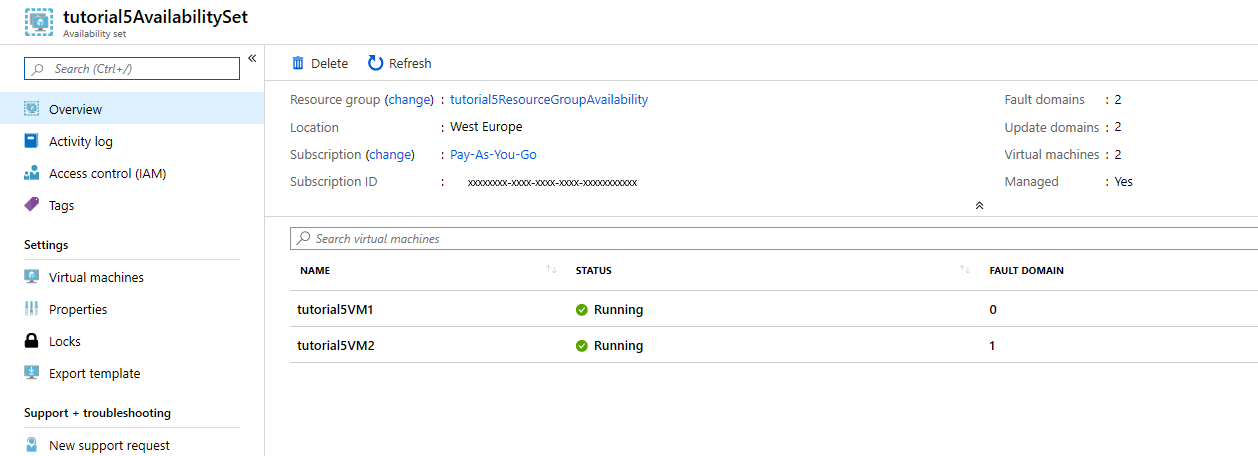 tutorial5AvailabilitySet
Availability set
Search (Ctrl+/)
Overview
Activity log
Access control (IAM)
Tags
Settings
Virtual machines
Properties
Locks
Export template
Support + troubleshooting
New support request
Delete Refresh
Resource group (change) : tutorial5ResourceGroupAvailability
Location : West Europe
Subscription (change) : Pay-As-You-Go
Subscription ID : xxxxxxxx-xxxx-xxxx-xxxx-xxxxxxxxxxx
Fault domains : 2
Update domains : 2
Virtual machines : 2
Managed : Yes
Search virtual machines
NAME STATUS FAULT DOMAIN
tutorial5VM1 Running 0
tutorial5VM2 Running 1